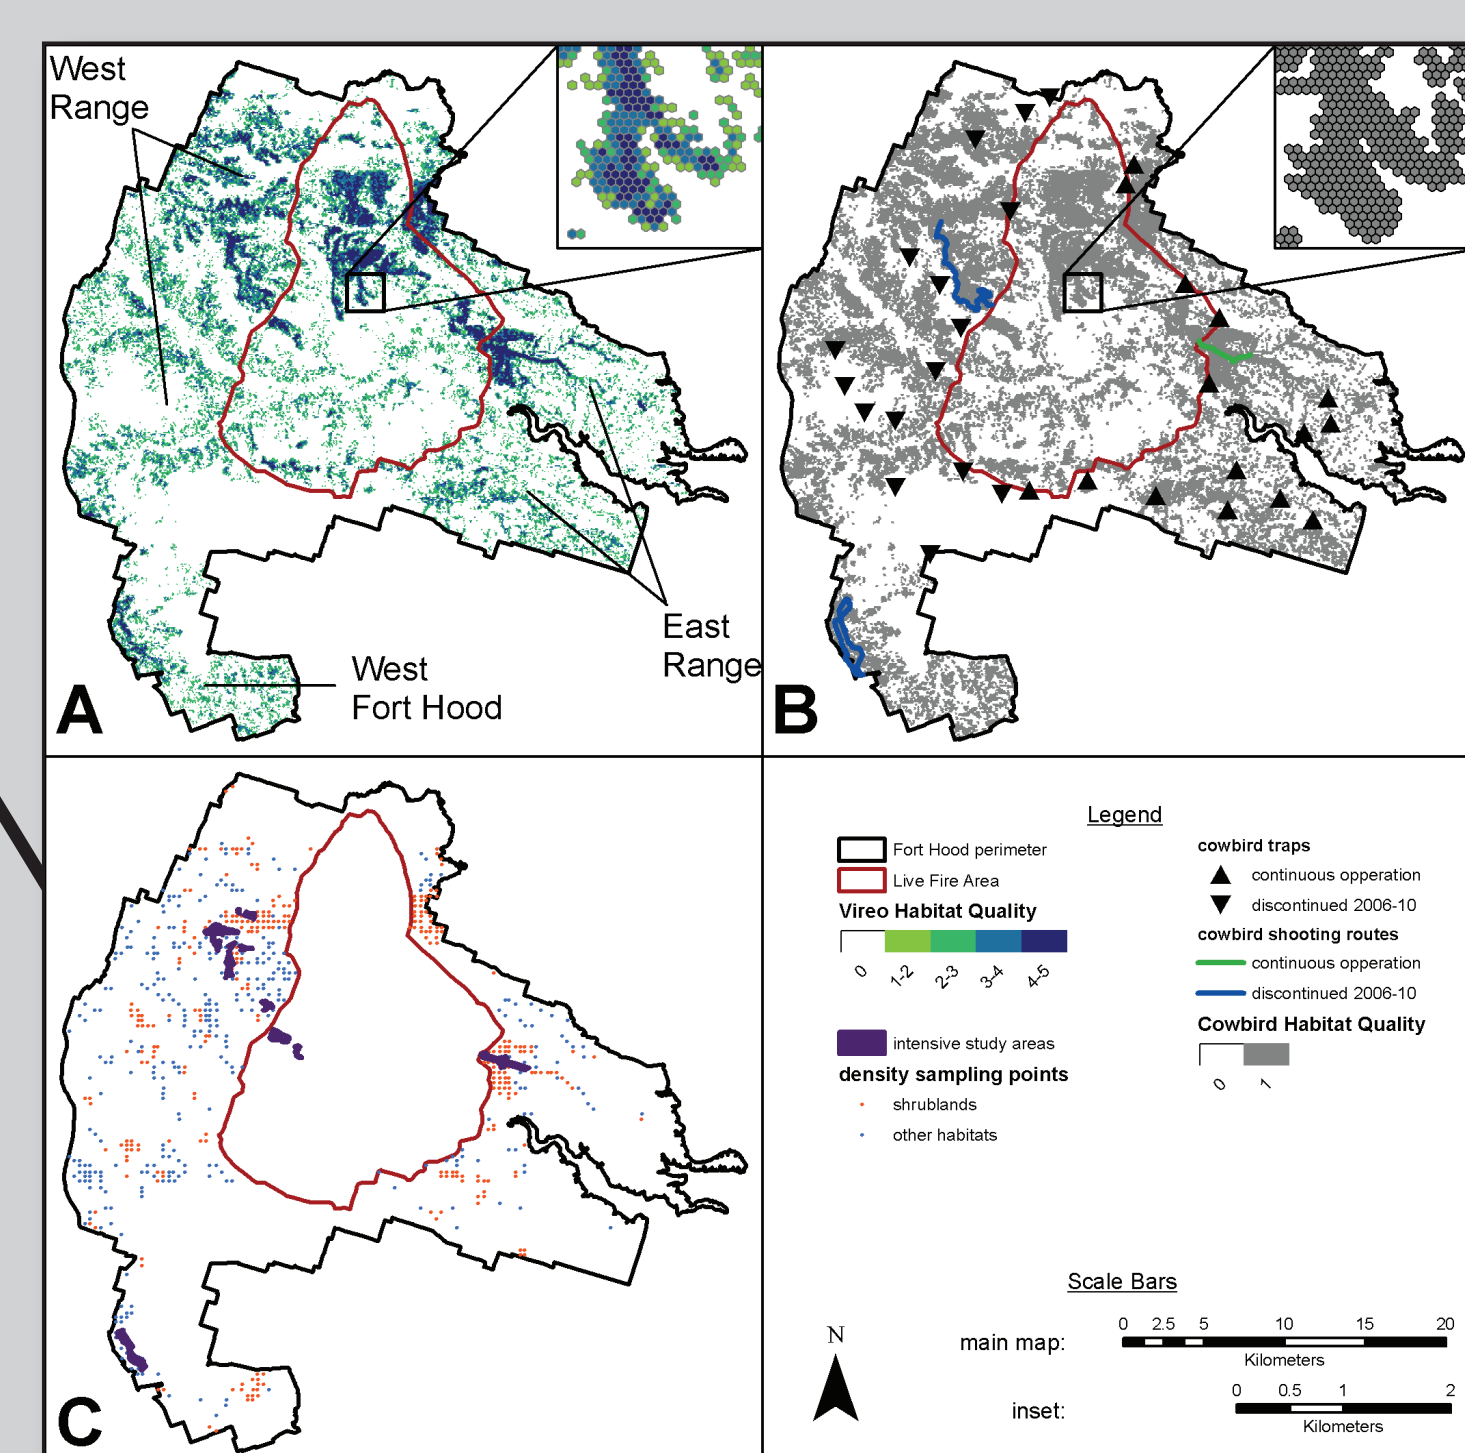 West
Range
East
Range
West
Fort Hood
A
B
C
Legend
Fort Hood perimeter
Live Fire Area
Vireo Habitat Quality
0
1-2
2-3
3-4
4-5
intensive study areas
density sampling points
shrublands
other habitats
cowbird traps
continuous opperation
discontinued 2006-10
cowbird shooting routes
continuous opperation
discontinued 2006-10
Cowbird Habitat Quality
0
1
Scale Bars
N
main map:
0 2.5 5 10 15 20
Kilometers
inset:
0 0.5 1 2
Kilometers